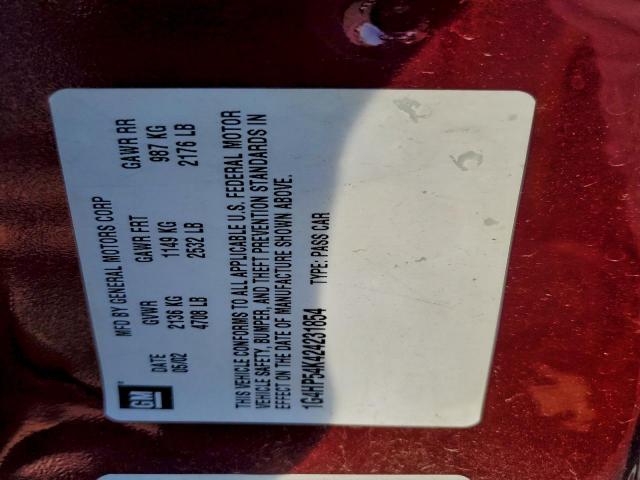 MFD BY GENERAL MOTORS CORP
GM®
DATE GVWR GAWR FRT GAWR RR
05/02 2136 KG 1149 KG 987 KG
4708 LB 2532 LB 2176 LB
THIS VEHICLE CONFORMS TO ALL APPLICABLE U.S. FEDERAL MOTOR
VEHICLE SAFETY, BUMPER, AND THEFT PREVENTION STANDARDS IN
EFFECT ON THE DATE OF MANUFACTURE SHOWN ABOVE.
1G4HP54K424231854 TYPE: PASS CAR